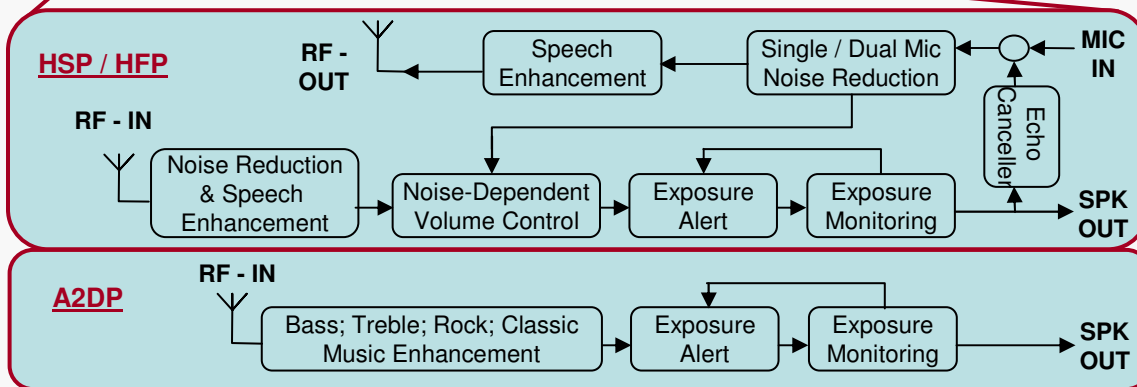 HSP / HFP
RF -
OUT
Speech
Enhancement
Single / Dual Mic
Noise Reduction
MIC
IN
Echo
Canceller
RF - IN
Noise Reduction
& Speech
Enhancement
Noise-Dependent
Volume Control
Exposure
Alert
Exposure
Monitoring
SPK
OUT
A2DP
RF - IN
Bass; Treble; Rock; Classic
Music Enhancement
Exposure
Alert
Exposure
Monitoring
SPK
OUT